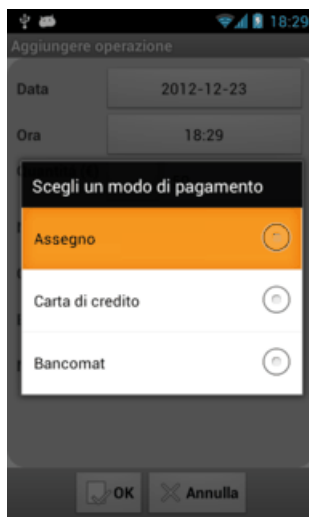 18:29
Aggiungere operazione
Data 2012-12-23
Ora 18:29
Scegli un modo di pagamento
Assegno
Carta di credito
Bancomat
OK Annulla